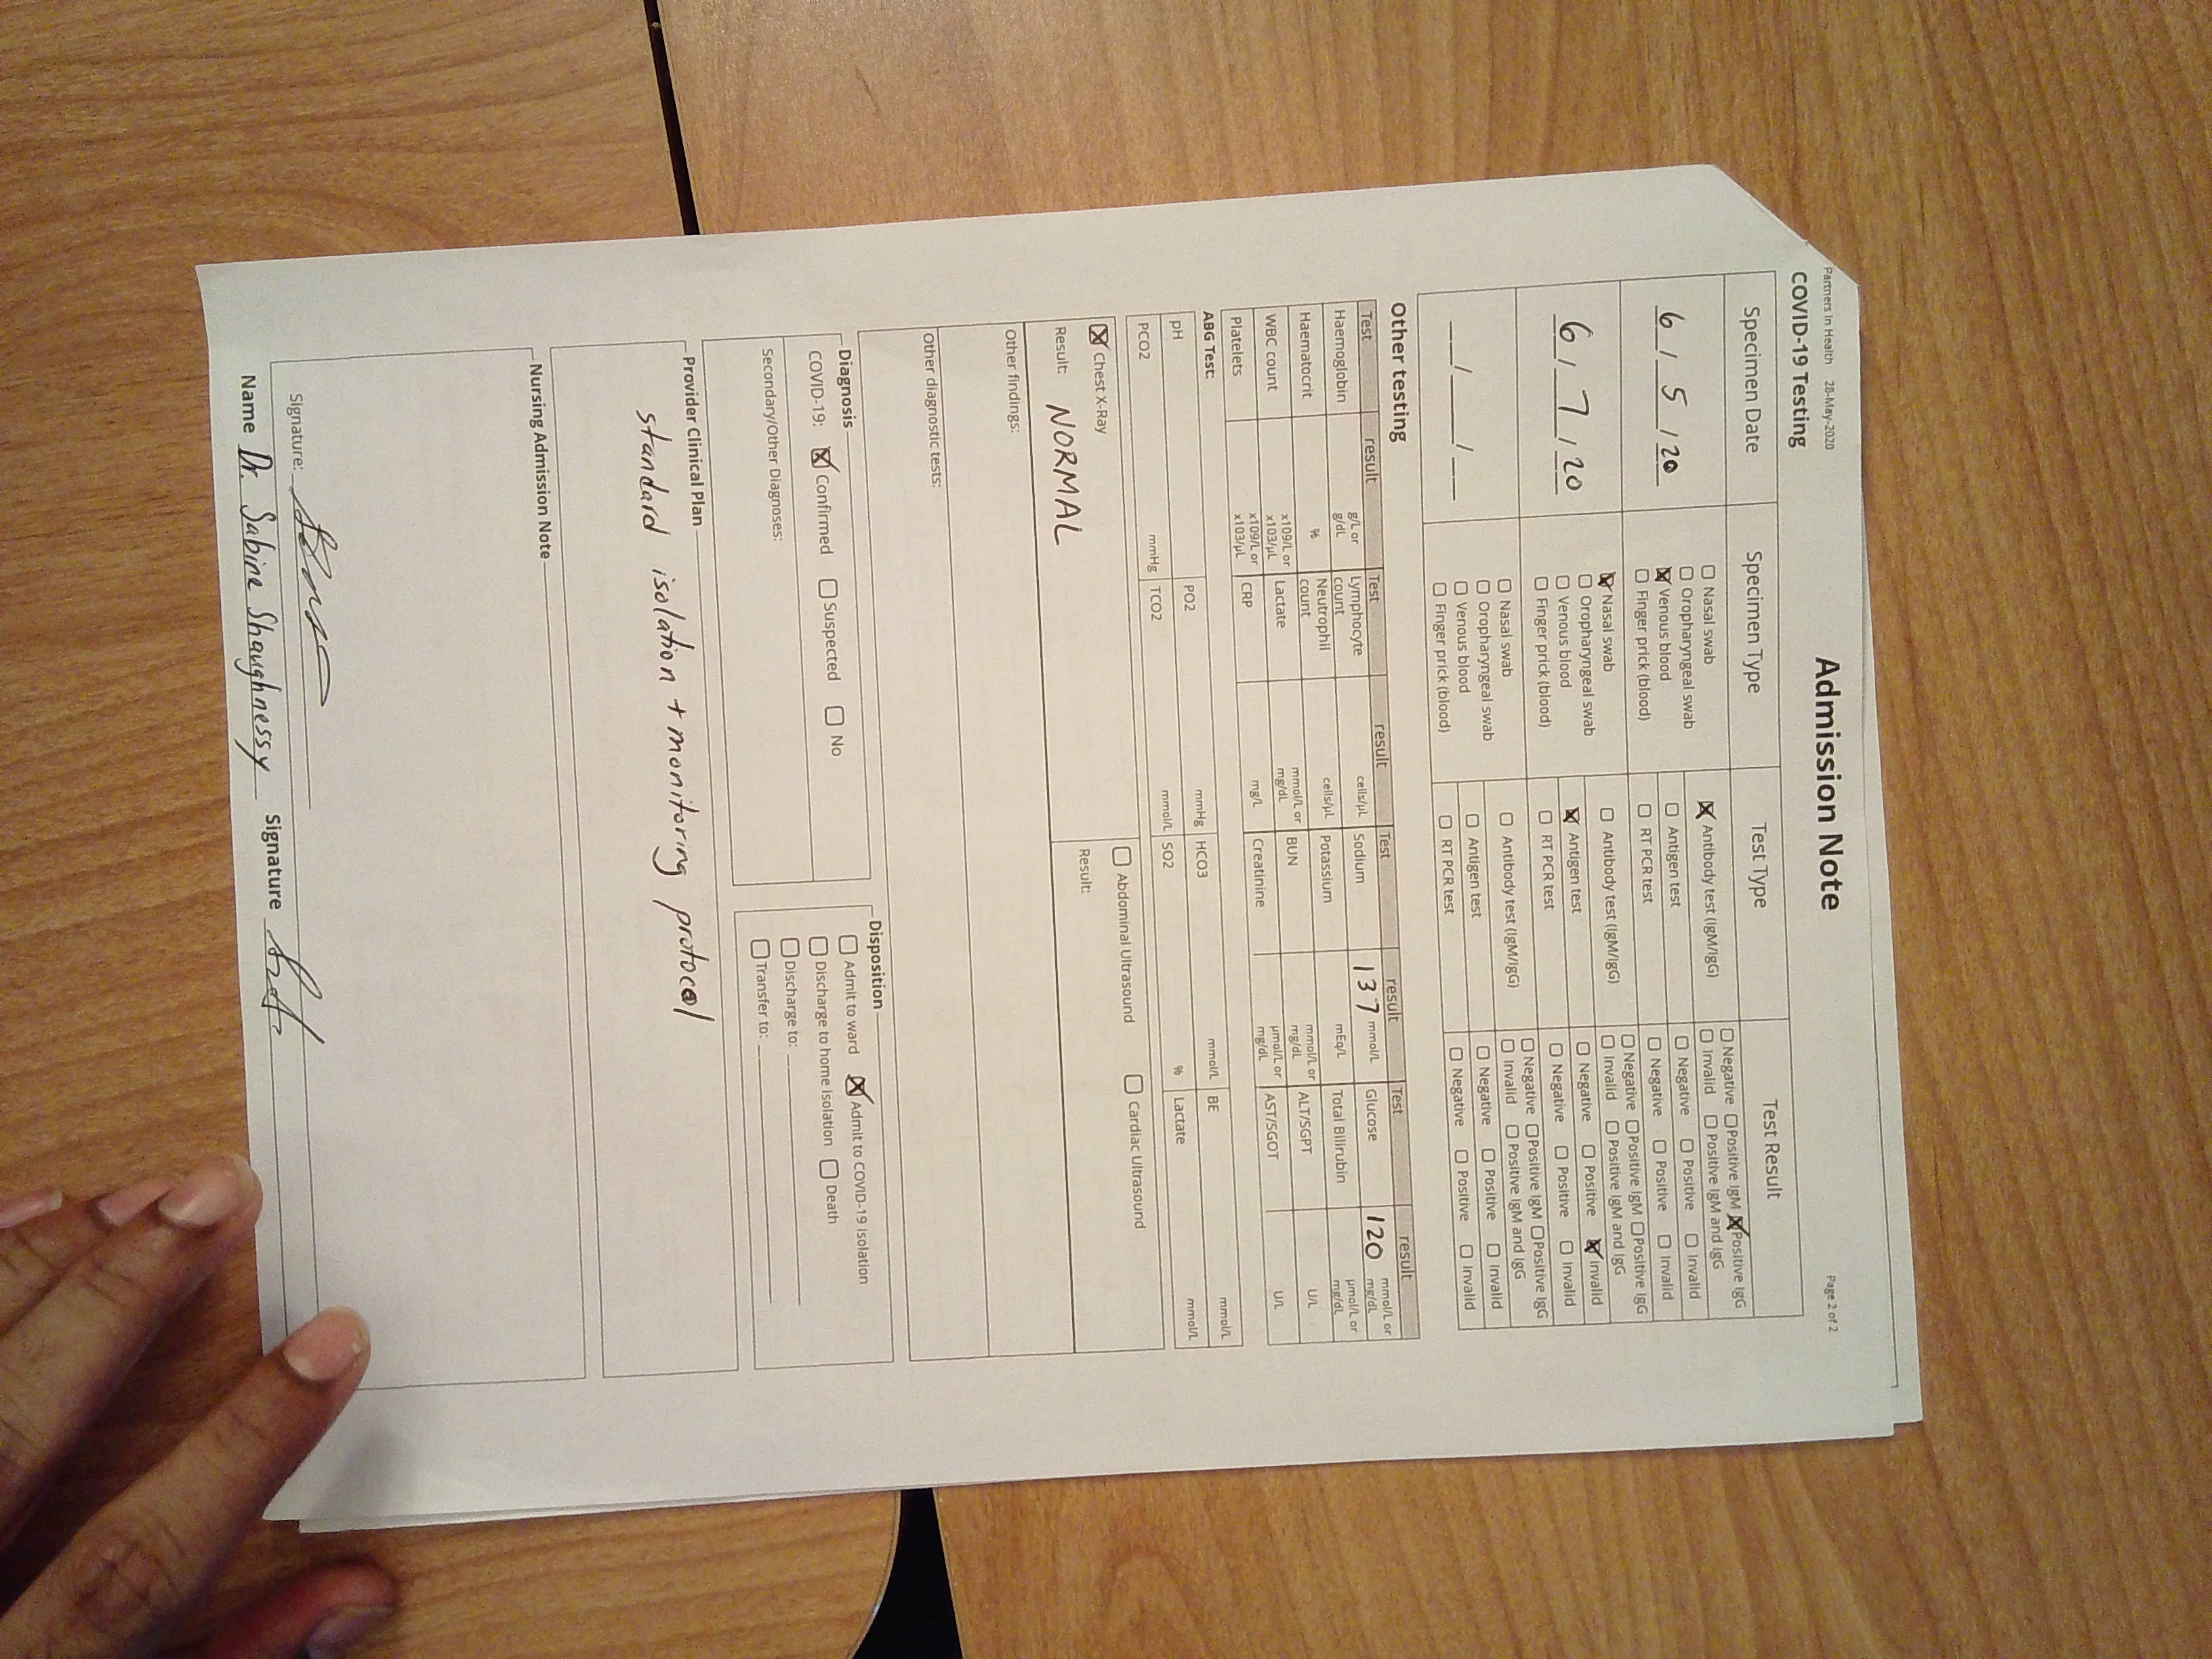 Partners In Health 28-May-2020 Page 2 of 2
Admission Note
COVID-19 Testing
Specimen Date Specimen Type Test Type Test Result
6 / 5 / 20
☐ Nasal swab
☐ Oropharyngeal swab
☒ Venous blood
☐ Finger prick (blood)
☒ Antibody test (IgM/IgG) ☐ Negative ☐ Positive IgM ☒ Positive IgG
☐ Invalid ☐ Positive IgM and IgG
☐ Antigen test ☐ Negative ☐ Positive ☐ Invalid
☐ RT PCR test ☐ Negative ☐ Positive ☐ Invalid
6 / 7 / 20
☒ Nasal swab
☐ Oropharyngeal swab
☐ Venous blood
☐ Finger prick (blood)
☐ Antibody test (IgM/IgG) ☐ Negative ☐ Positive IgM ☐ Positive IgG
☐ Invalid ☐ Positive IgM and IgG
☒ Antigen test ☐ Negative ☐ Positive ☒ Invalid
☐ RT PCR test ☐ Negative ☐ Positive ☐ Invalid
__/__/__
☐ Nasal swab
☐ Oropharyngeal swab
☐ Venous blood
☐ Finger prick (blood)
☐ Antibody test (IgM/IgG) ☐ Negative ☐ Positive IgM ☐ Positive IgG
☐ Invalid ☐ Positive IgM and IgG
☐ Antigen test ☐ Negative ☐ Positive ☐ Invalid
☐ RT PCR test ☐ Negative ☐ Positive ☐ Invalid
Other testing
Test result Test result Test result Test result
Haemoglobin g/L or g/dL Lymphocyte count cells/µL Sodium 137 mmol/L Glucose 120 mmol/L or mg/dL
Haematocrit % Neutrophil count cells/µL Potassium mEq/L Total Bilirubin µmol/L or mg/dL
WBC count x109/L or x103/µL Lactate mmol/L or mg/dL BUN mmol/L or mg/dL ALT/SGPT U/L
Platelets x109/L or x103/µL CRP mg/L Creatinine µmol/L or mg/dL AST/SGOT U/L
ABG Test:
pH PO2 mmHg HCO3 mmol/L BE mmol/L
PCO2 mmHg TCO2 mmol/L SO2 % Lactate mmol/L
☒ Chest X-Ray ☐ Abdominal Ultrasound ☐ Cardiac Ultrasound
Result: NORMAL Result:
Other findings:
Other diagnostic tests:
Diagnosis
COVID-19: ☒ Confirmed ☐ Suspected ☐ No
Secondary/Other Diagnoses:
Disposition
☐ Admit to ward ☒ Admit to COVID-19 Isolation
☐ Discharge to home isolation ☐ Death
☐ Discharge to:
☐ Transfer to:
Provider Clinical Plan
standard isolation + monitoring protocol
Nursing Admission Note
Signature:
Name Dr. Sabine Shaughnessy Signature